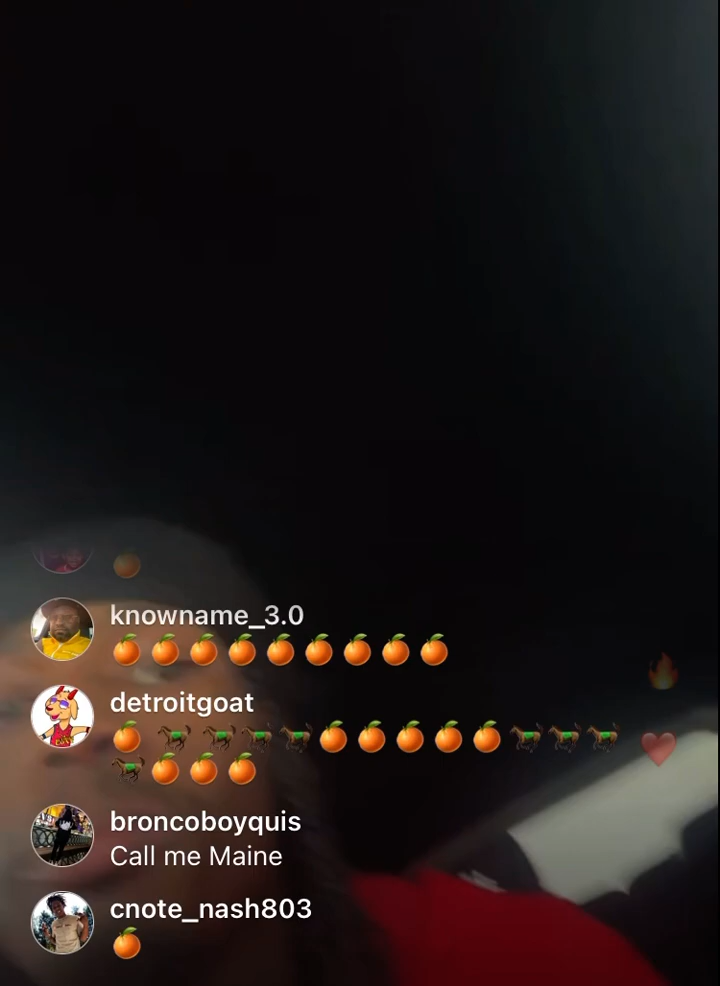 🍊
knowname_3.0
🍊🍊🍊🍊🍊🍊🍊🍊🍊
detroitgoat
🍊 🐎🐎🐎🐎🍊🍊🍊🍊🍊🐎🐎🐎
🐎🍊🍊🍊
broncoboyquis
Call me Maine
cnote_nash803
🍊